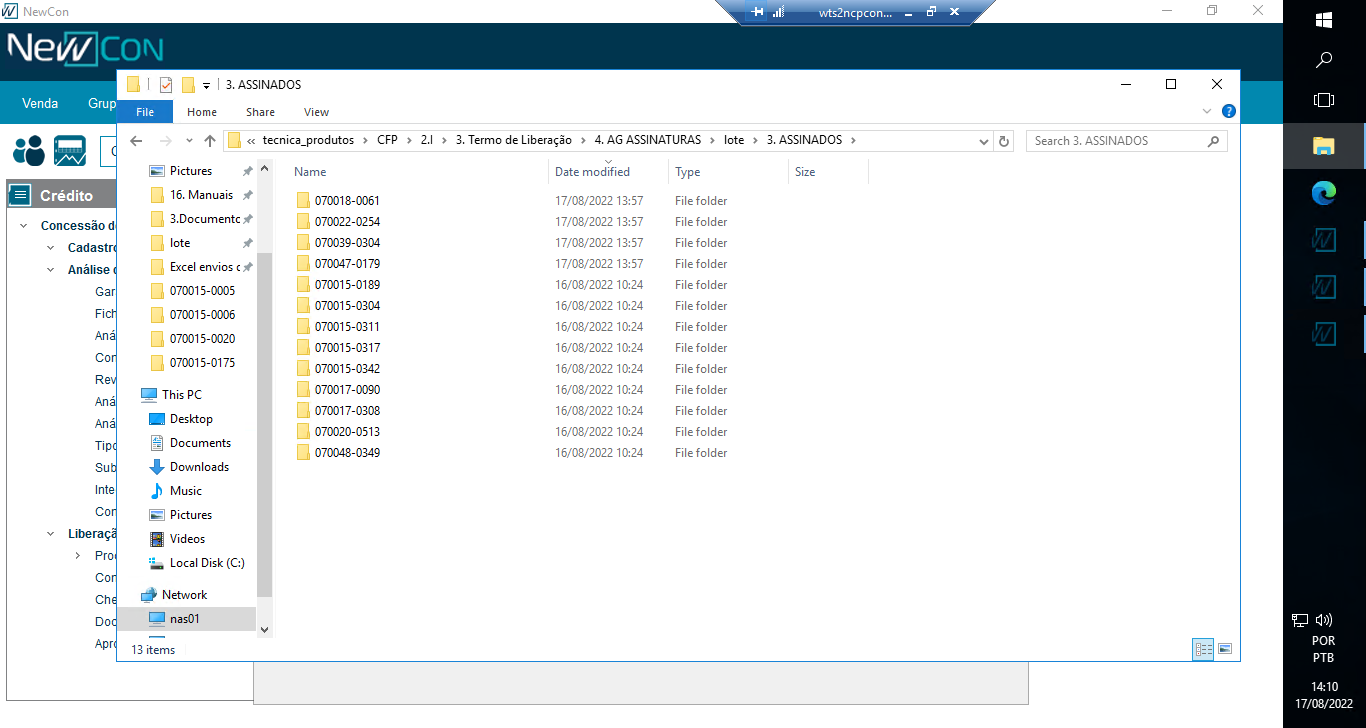 NewCon
wts2ncpcon...
NewCon
3. ASSINADOS
Venda
Grup
File
Home
Share
View
« tecnica_produtos > CFP > 2.I > 3. Termo de Liberação > 4. AG ASSINATURAS > lote > 3. ASSINADOS >
Search 3. ASSINADOS
Crédito
Concessão de
Cadastro
Análise d
Gar
Fich
Aná
Con
Rev
Aná
Aná
Tipo
Sub
Inte
Con
Liberaçã
Proc
Con
Che
Doc
Apro
Pictures
16. Manuais
3.Documento
lote
Excel envios c
070015-0005
070015-0006
070015-0020
070015-0175
This PC
Desktop
Documents
Downloads
Music
Pictures
Videos
Local Disk (C:)
Network
nas01
Name Date modified Type Size
070018-0061 17/08/2022 13:57 File folder
070022-0254 17/08/2022 13:57 File folder
070039-0304 17/08/2022 13:57 File folder
070047-0179 17/08/2022 13:57 File folder
070015-0189 16/08/2022 10:24 File folder
070015-0304 16/08/2022 10:24 File folder
070015-0311 16/08/2022 10:24 File folder
070015-0317 16/08/2022 10:24 File folder
070015-0342 16/08/2022 10:24 File folder
070017-0090 16/08/2022 10:24 File folder
070017-0308 16/08/2022 10:24 File folder
070020-0513 16/08/2022 10:24 File folder
070048-0349 16/08/2022 10:24 File folder
13 items
POR
PTB
14:10
17/08/2022